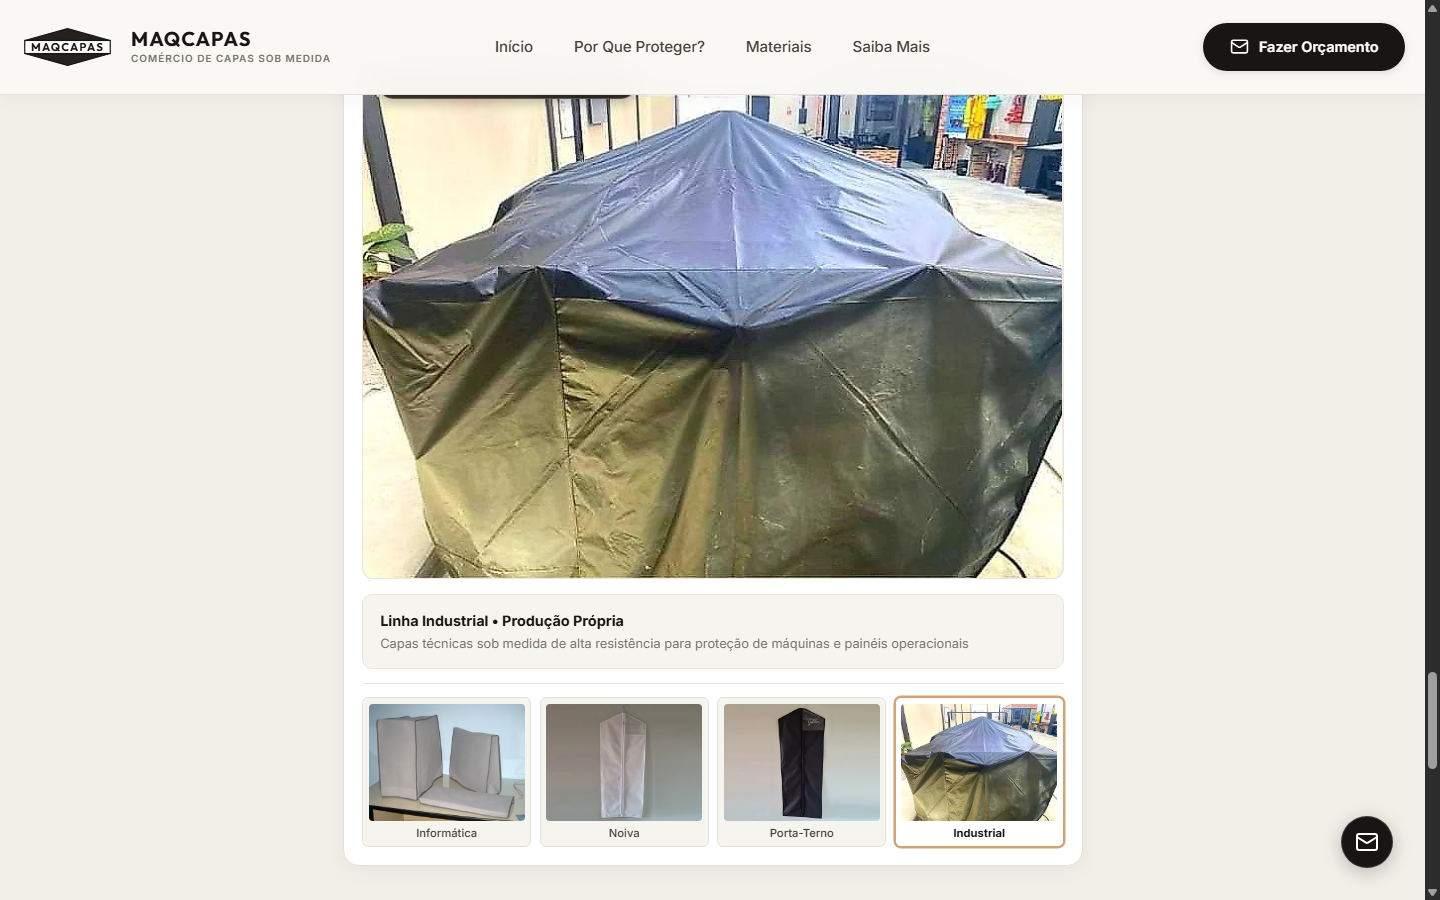 MAQCAPAS
MAQCAPAS
COMÉRCIO DE CAPAS SOB MEDIDA
Início
Por Que Proteger?
Materiais
Saiba Mais
Fazer Orçamento
Linha Industrial • Produção Própria
Capas técnicas sob medida de alta resistência para proteção de máquinas e painéis operacionais
Informática
Noiva
Porta-Terno
Industrial